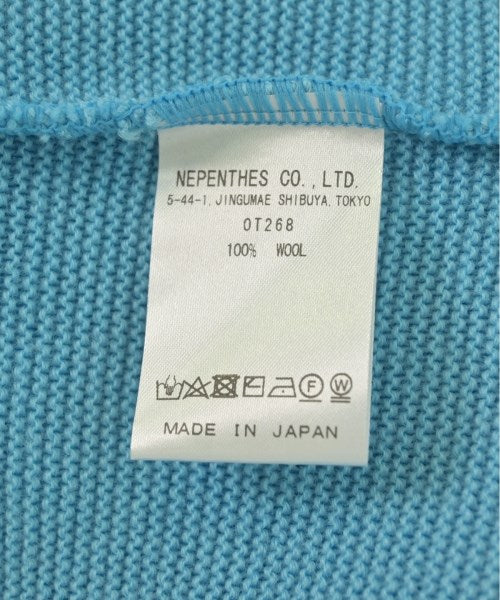 NEPENTHES CO.,LTD.
5-44-1, JINGUMAE SHIBUYA, TOKYO
OT268
100% WOOL
F W
MADE IN JAPAN